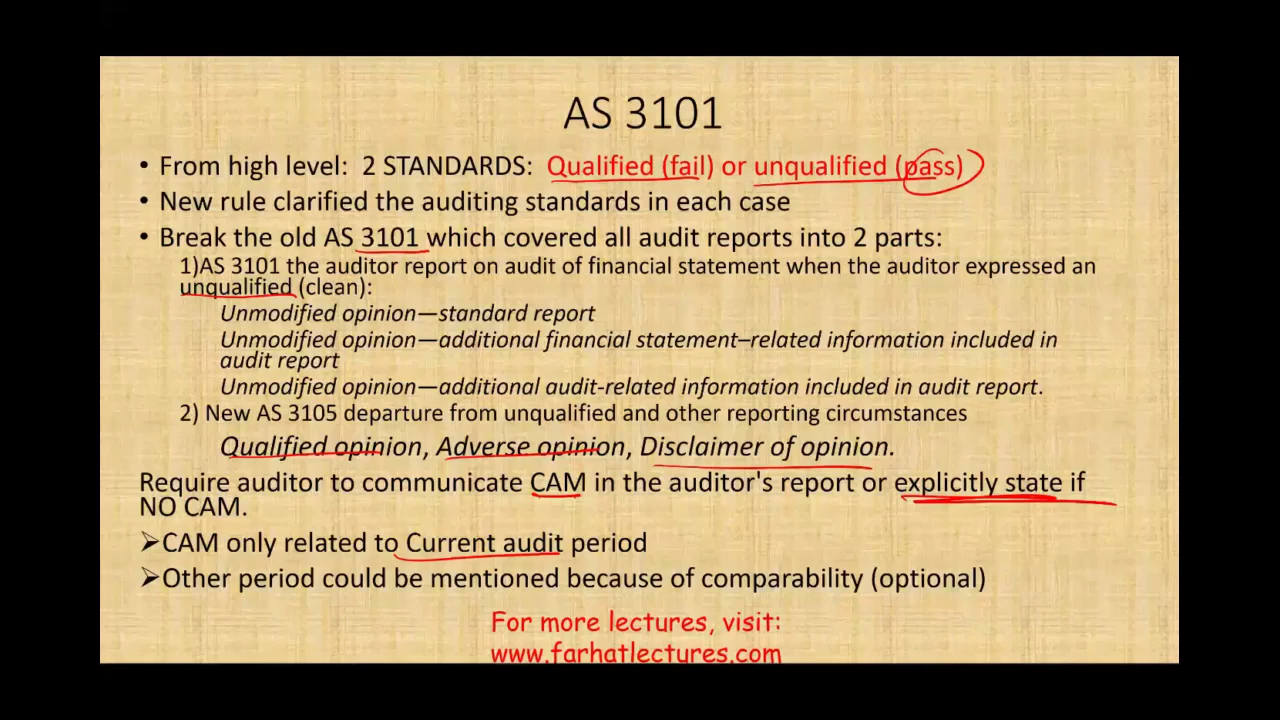 AS 3101
• From high level: 2 STANDARDS: Qualified (fail) or unqualified (pass)
• New rule clarified the auditing standards in each case
• Break the old AS 3101 which covered all audit reports into 2 parts:
1)AS 3101 the auditor report on audit of financial statement when the auditor expressed an
unqualified (clean):
Unmodified opinion—standard report
Unmodified opinion—additional financial statement–related information included in
audit report
Unmodified opinion—additional audit-related information included in audit report.
2) New AS 3105 departure from unqualified and other reporting circumstances
Qualified opinion, Adverse opinion, Disclaimer of opinion.
Require auditor to communicate CAM in the auditor's report or explicitly state if
NO CAM.
➢CAM only related to Current audit period
➢Other period could be mentioned because of comparability (optional)
For more lectures, visit:
www.farhatlectures.com